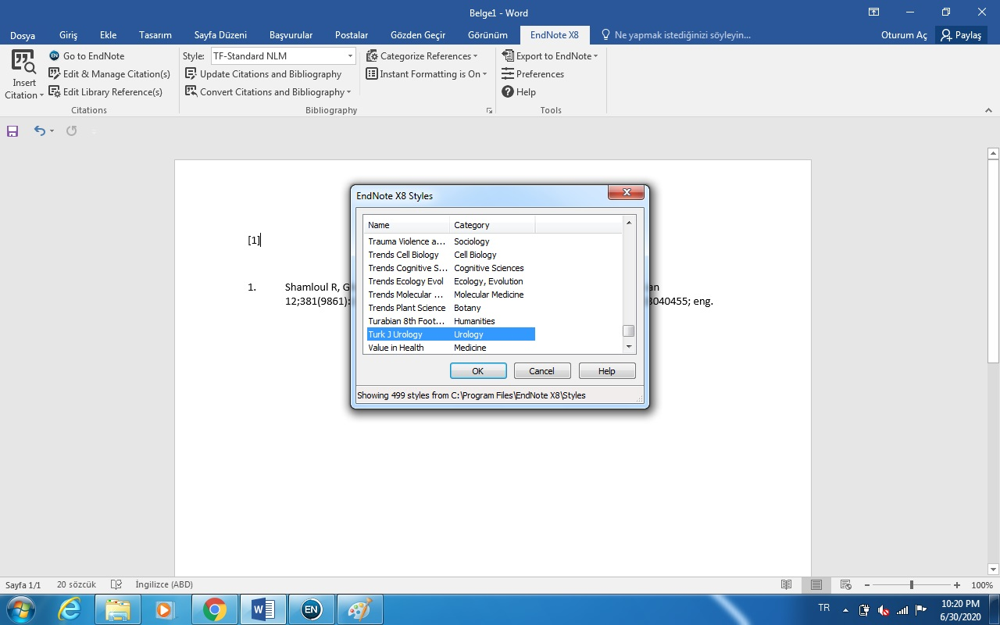 Belge1 - Word
Dosya Giriş Ekle Tasarım Sayfa Düzeni Başvurular Postalar Gözden Geçir Görünüm EndNote X8 Ne yapmak istediğinizi söyleyin... Oturum Aç Paylaş
Insert Citation
Go to EndNote
Edit & Manage Citation(s)
Edit Library Reference(s)
Citations
Style: TF-Standard NLM
Update Citations and Bibliography
Convert Citations and Bibliography
Categorize References
Instant Formatting is On
Bibliography
Export to EndNote
Preferences
Help
Tools
[1]
1. Shamloul R, G an
12;381(9861): 3040455; eng.
EndNote X8 Styles
Name Category
Trauma Violence a... Sociology
Trends Cell Biology Cell Biology
Trends Cognitive S... Cognitive Sciences
Trends Ecology Evol Ecology, Evolution
Trends Molecular ... Molecular Medicine
Trends Plant Science Botany
Turabian 8th Foot... Humanities
Turk J Urology Urology
Value in Health Medicine
OK Cancel Help
Showing 499 styles from C:\Program Files\EndNote X8\Styles
Sayfa 1/1 20 sözcük İngilizce (ABD) 100%
EN TR 10:20 PM
6/30/2020